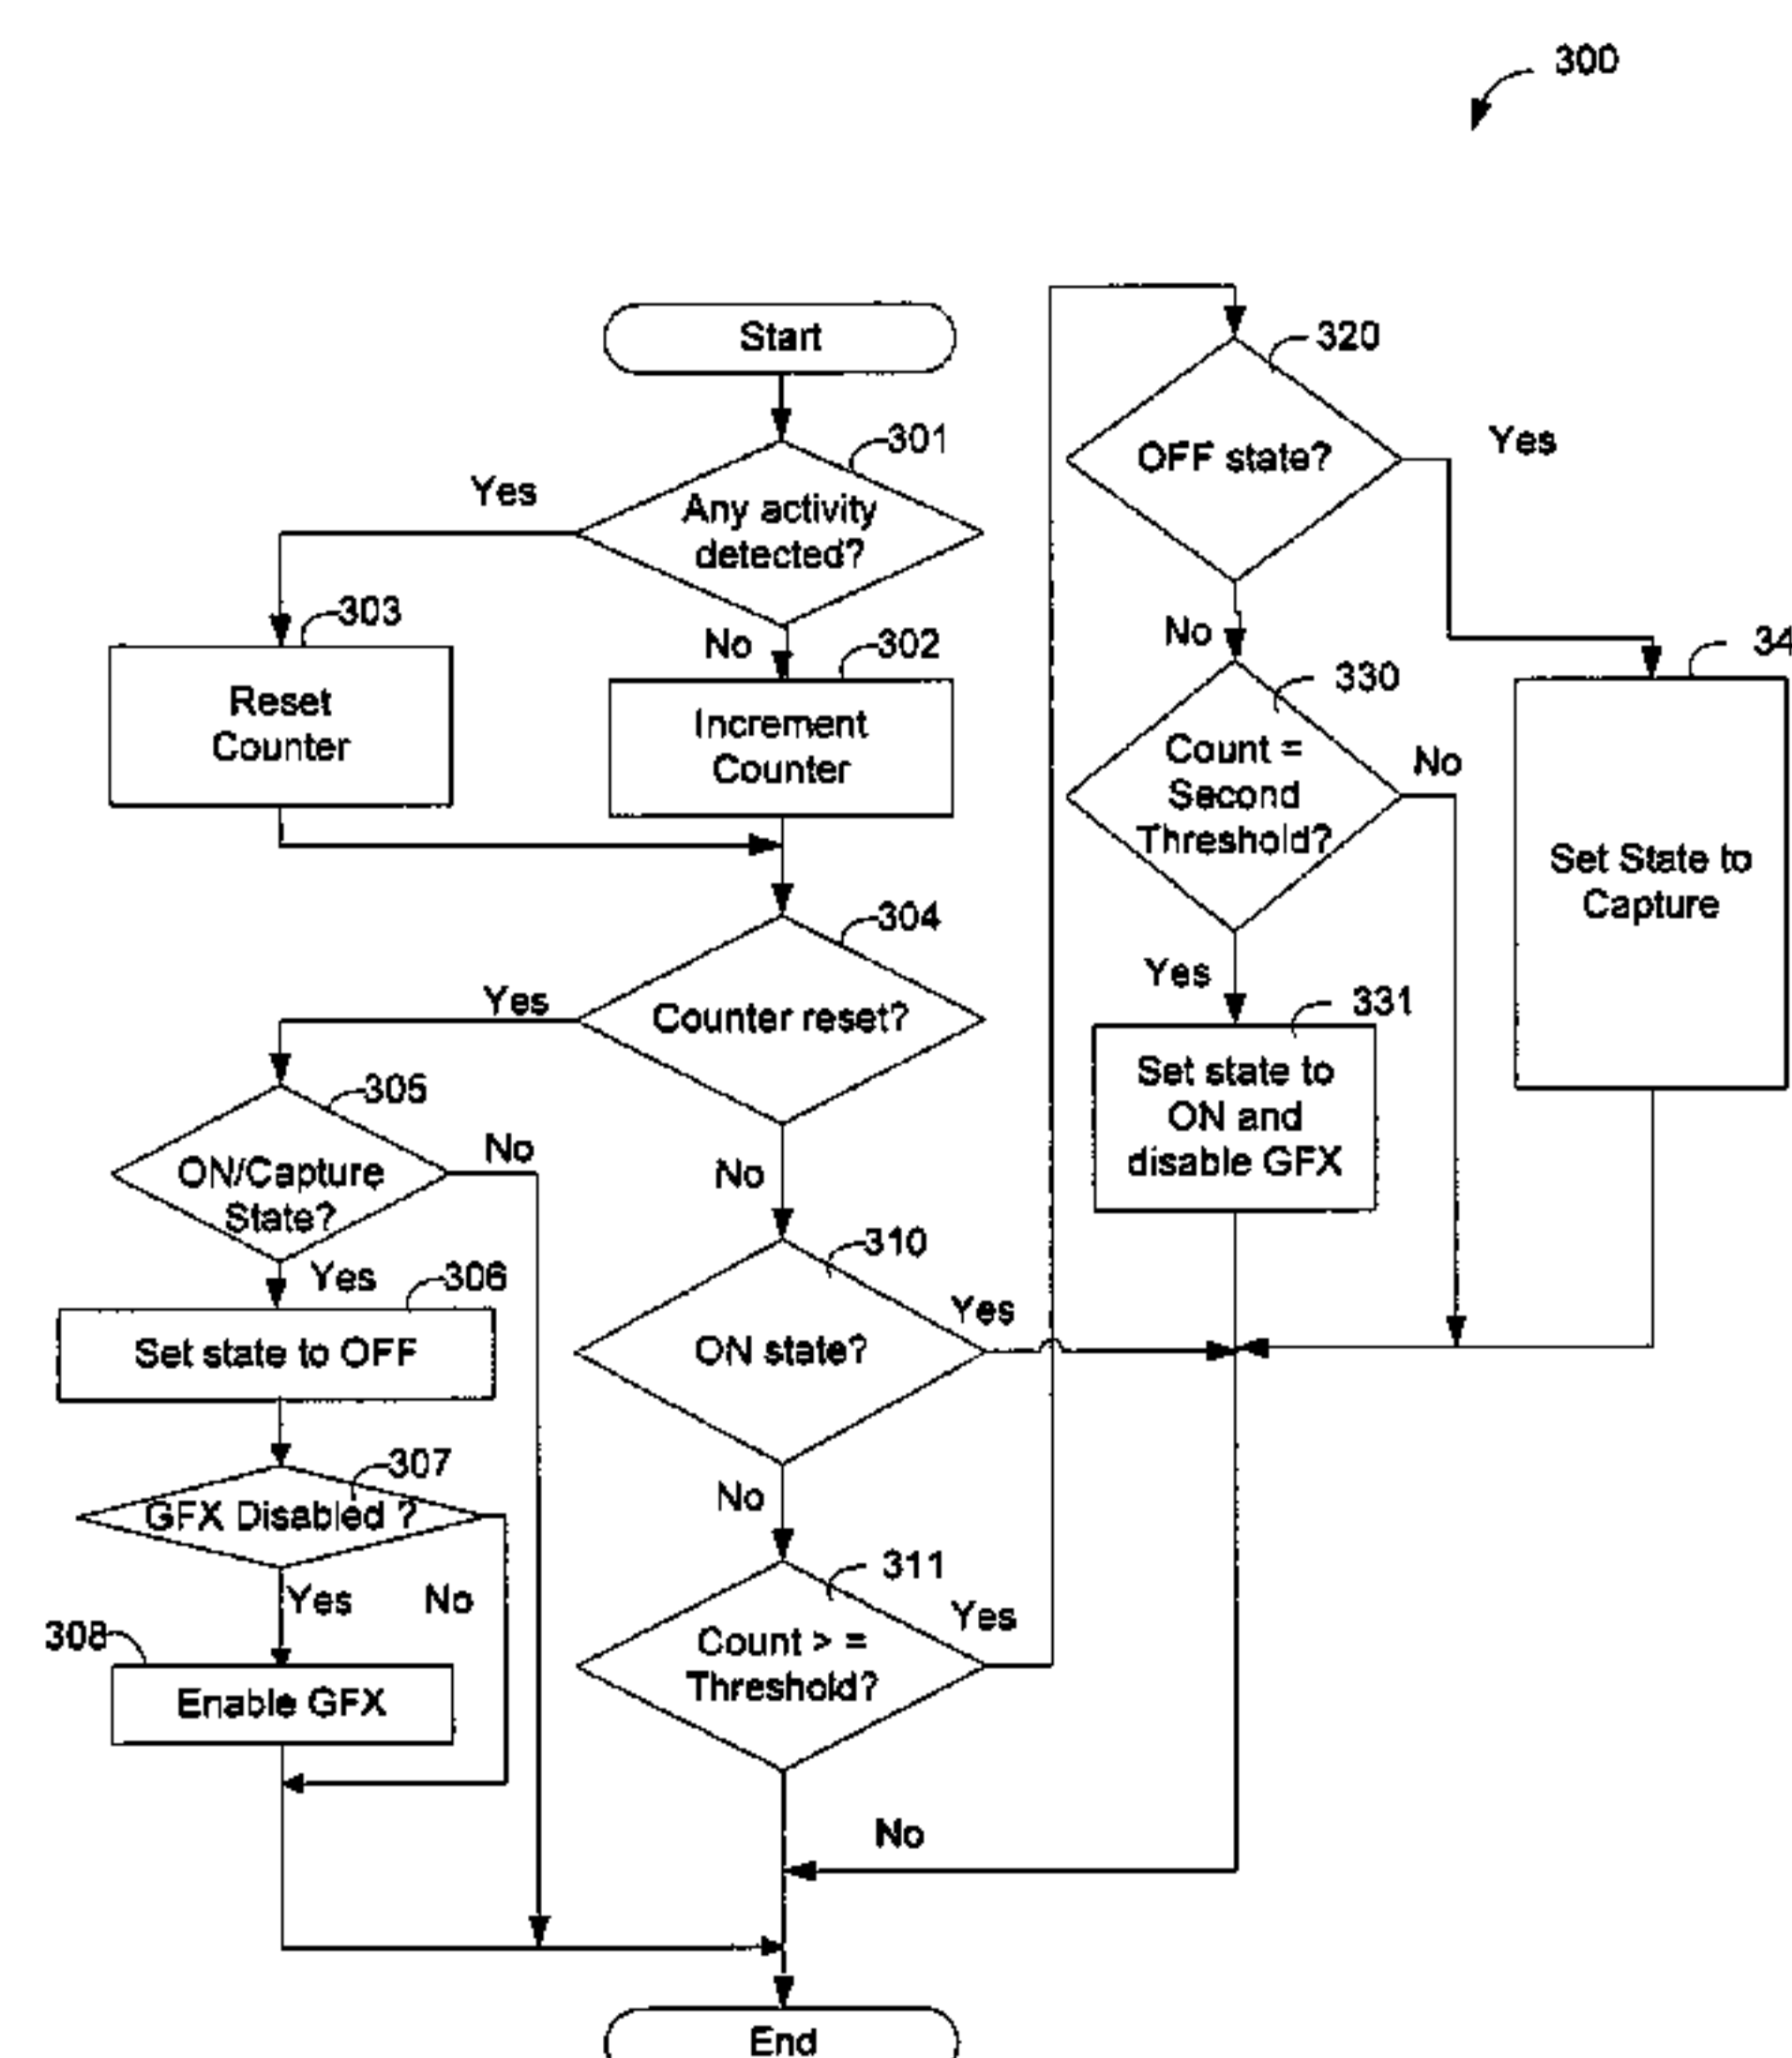 300
Start
301
Any activity
detected?
Yes
No
303
Reset
Counter
302
Increment
Counter
304
Counter reset?
Yes
No
305
ON/Capture
State?
No
Yes
306
Set state to OFF
307
GFX Disabled ?
Yes
No
308
Enable GFX
310
ON state?
Yes
No
311
Count > =
Threshold?
Yes
No
320
OFF state?
Yes
No
330
Count =
Second
Threshold?
No
Yes
331
Set state to
ON and
disable GFX
34
Set State to
Capture
End